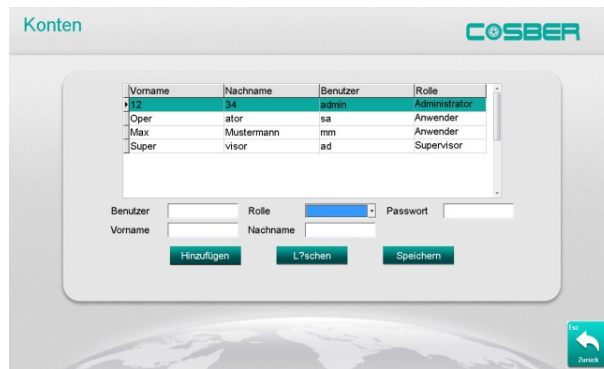 Konten
COSBER
Vorname Nachname Benutzer Rolle
12 34 admin Administrator
Oper ator sa Anwender
Max Mustermann mm Anwender
Super visor ad Supervisor
Benutzer Rolle Passwort
Vorname Nachname
Hinzufügen L?schen Speichern
Esc
Zurück